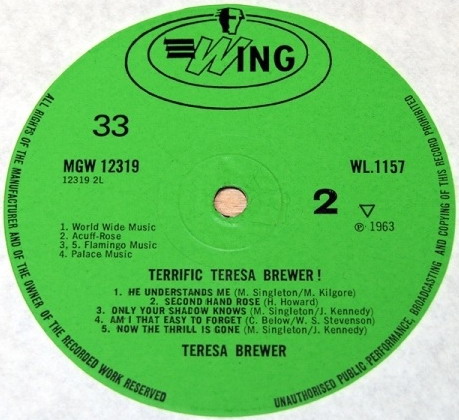 WING
33
MGW 12319
12319 2L
WL.1157
2
℗ 1963
1. World Wide Music
2. Acuff-Rose
3, 5. Flamingo Music
4. Palace Music
TERRIFIC TERESA BREWER!
1. HE UNDERSTANDS ME (M. Singleton/M. Kilgore)
2. SECOND HAND ROSE (H. Howard)
3. ONLY YOUR SHADOW KNOWS (M. Singleton/J. Kennedy)
4. AM I THAT EASY TO FORGET (C. Below/W. S. Stevenson)
5. NOW THE THRILL IS GONE (M. Singleton/J. Kennedy)
TERESA BREWER
ALL RIGHTS OF THE MANUFACTURER AND OF THE OWNER OF THE RECORDED WORK RESERVED
UNAUTHORISED PUBLIC PERFORMANCE, BROADCASTING AND COPYING OF THIS RECORD PROHIBITED